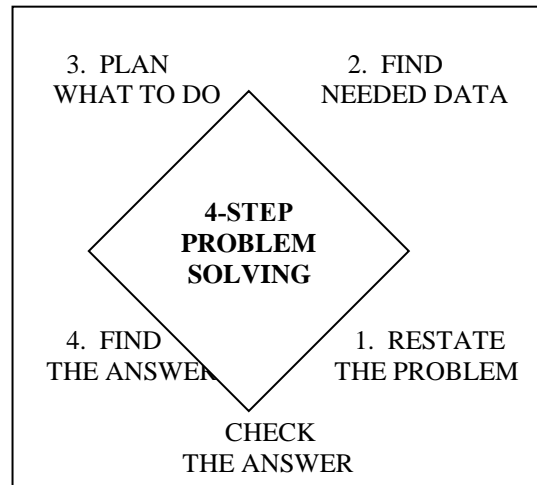 3. PLAN
WHAT TO DO
2. FIND
NEEDED DATA
4-STEP
PROBLEM
SOLVING
4. FIND
THE ANSWER
1. RESTATE
THE PROBLEM
CHECK
THE ANSWER